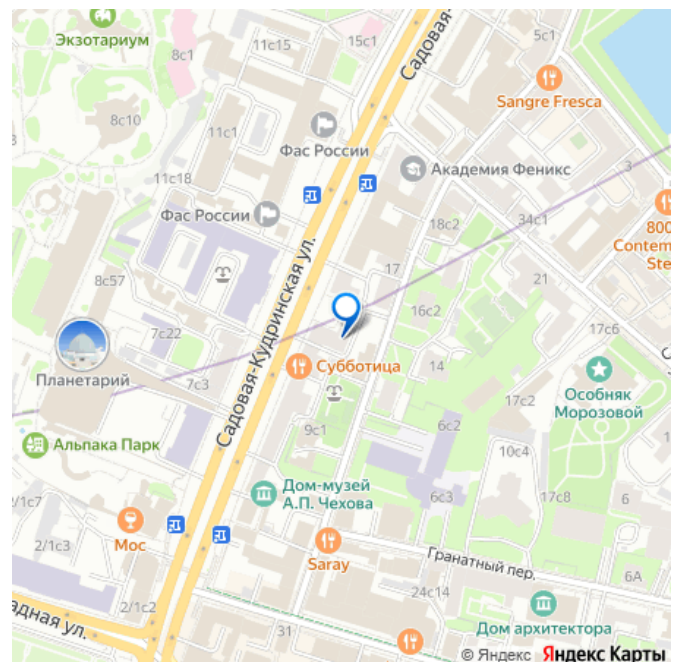 Экзотариум
8с1
11с15
15с1
Садовая-
5с1
Sangre Fresca
8с10
11с1
Фас России
Академия Феникс
3
11с18
Фас России
18с2
34с1
800
Contem
Ste
17
21
8с57
16с2
Садовая-Кудринская ул.
7с22
14
17с6
Планетарий
7с3
Субботица
Особняк
Морозовой
17с2
9с1
6с2
Альпака Парк
10с4
Дом-музей
А.П. Чехова
6с3
17с8
6
2/1с7
Мос
2/1с3
Saray
Гранатный пер.
6А
24с14
2/1с2
адная ул.
31
Дом архитектора
© Яндекс Яндекс Карты